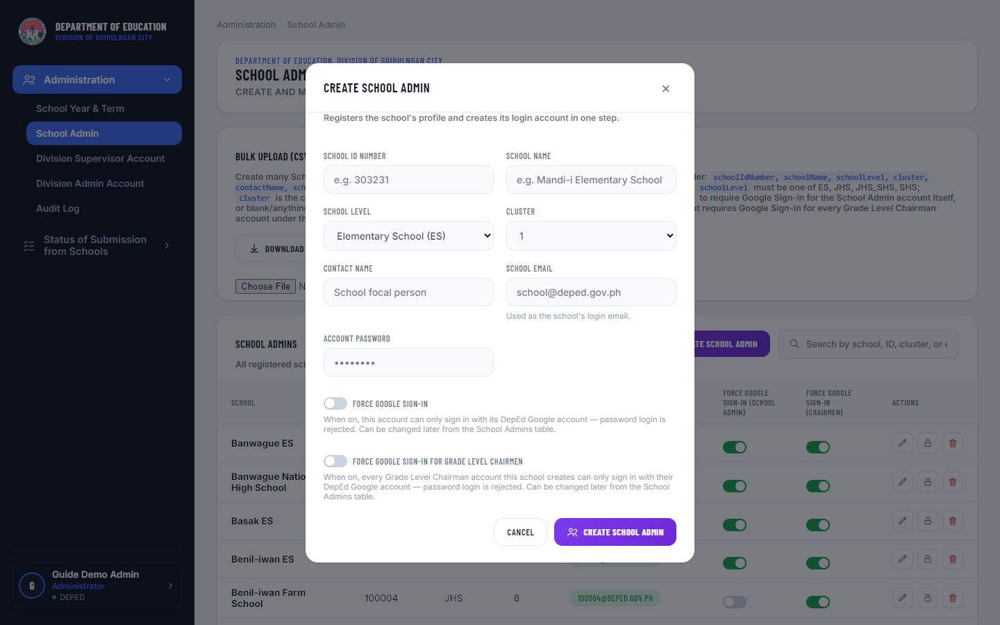 DEPARTMENT OF EDUCATION
DIVISION OF GUIHULNGAN CITY
Administration
School Year & Term
School Admin
Division Supervisor Account
Division Admin Account
Audit Log
Status of Submission
from Schools
G
Guide Demo Admin
Administrator
DEPED
Administration
School Admin
DEPARTMENT OF EDUCATION, DIVISION OF GUIHULNGAN CITY
SCHOOL ADM
CREATE AND M
BULK UPLOAD (CSV
Create many Sch
der: schoolIdNumber, schoolName, schoolLevel, cluster,
contactName, sch
schoolLevel must be one of ES, JHS, JHS_SHS, SHS;
cluster is the c
to require Google Sign-In for the School Admin account itself,
or blank/anything
ut requires Google Sign-In for every Grade Level Chairman
account under th
DOWNLOAD
Choose File N
SCHOOL ADMINS
All registered sch
ATE SCHOOL ADMIN
Search by school, ID, cluster, or e
SCHOOL
FORCE GOOGLE
SIGN-IN (SCHOOL
ADMIN)
FORCE GOOGLE
SIGN-IN
(CHAIRMEN)
ACTIONS
Banwague ES
Banwague Natio
High School
Basak ES
Benil-iwan ES
Benil-iwan Farm
School
100004
JHS
8
100004@DEPED.GOV.PH
CREATE SCHOOL ADMIN
Registers the school's profile and creates its login account in one step.
SCHOOL ID NUMBER
e.g. 303231
SCHOOL NAME
e.g. Mandi-i Elementary School
SCHOOL LEVEL
Elementary School (ES)
CLUSTER
1
CONTACT NAME
School focal person
SCHOOL EMAIL
school@deped.gov.ph
Used as the school's login email.
ACCOUNT PASSWORD
••••••••
FORCE GOOGLE SIGN-IN
When on, this account can only sign in with its DepEd Google account — password login is
rejected. Can be changed later from the School Admins table.
FORCE GOOGLE SIGN-IN FOR GRADE LEVEL CHAIRMEN
When on, every Grade Level Chairman account this school creates can only sign in with their
DepEd Google account — password login is rejected. Can be changed later from the School
Admins table.
CANCEL
CREATE SCHOOL ADMIN